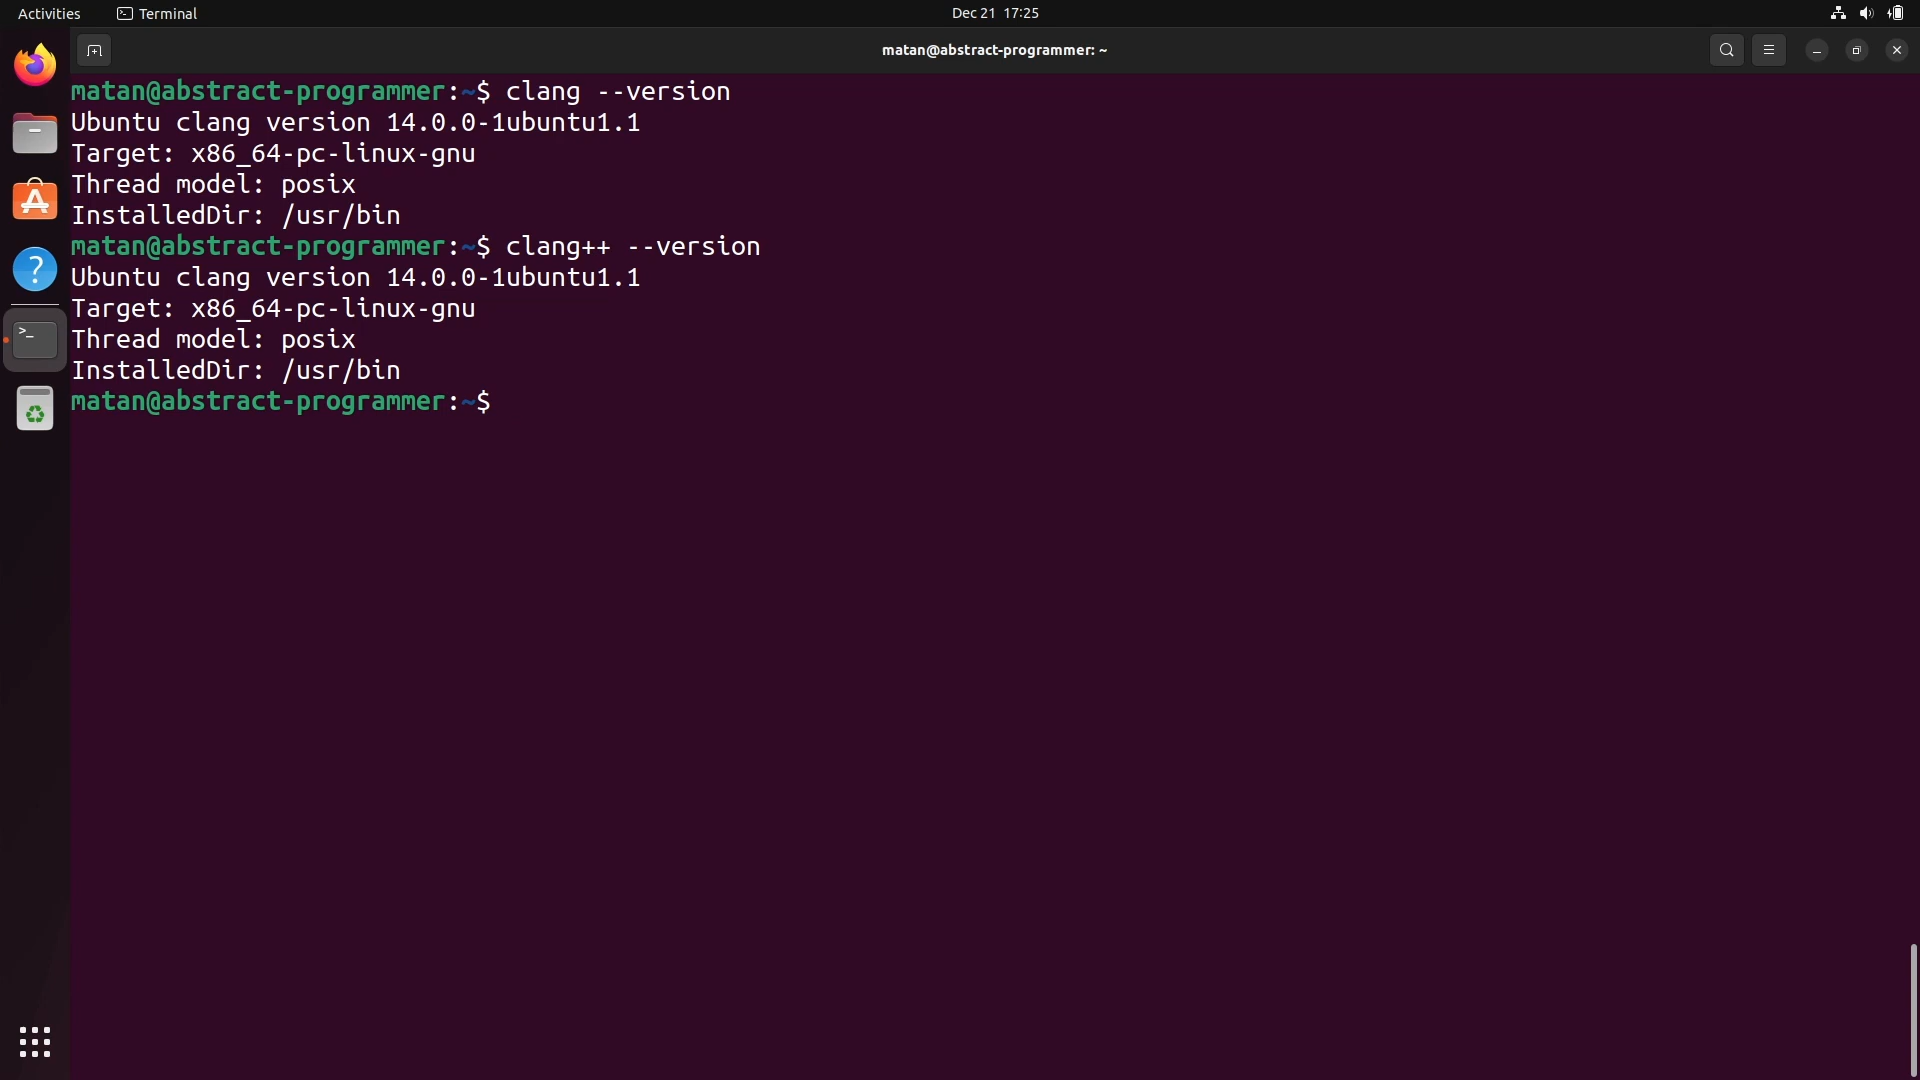 Activities
Terminal
Dec 21 17:25
matan@abstract-programmer: ~
matan@abstract-programmer:~$ clang --version
Ubuntu clang version 14.0.0-1ubuntu1.1
Target: x86_64-pc-linux-gnu
Thread model: posix
InstalledDir: /usr/bin
matan@abstract-programmer:~$ clang++ --version
Ubuntu clang version 14.0.0-1ubuntu1.1
Target: x86_64-pc-linux-gnu
Thread model: posix
InstalledDir: /usr/bin
matan@abstract-programmer:~$